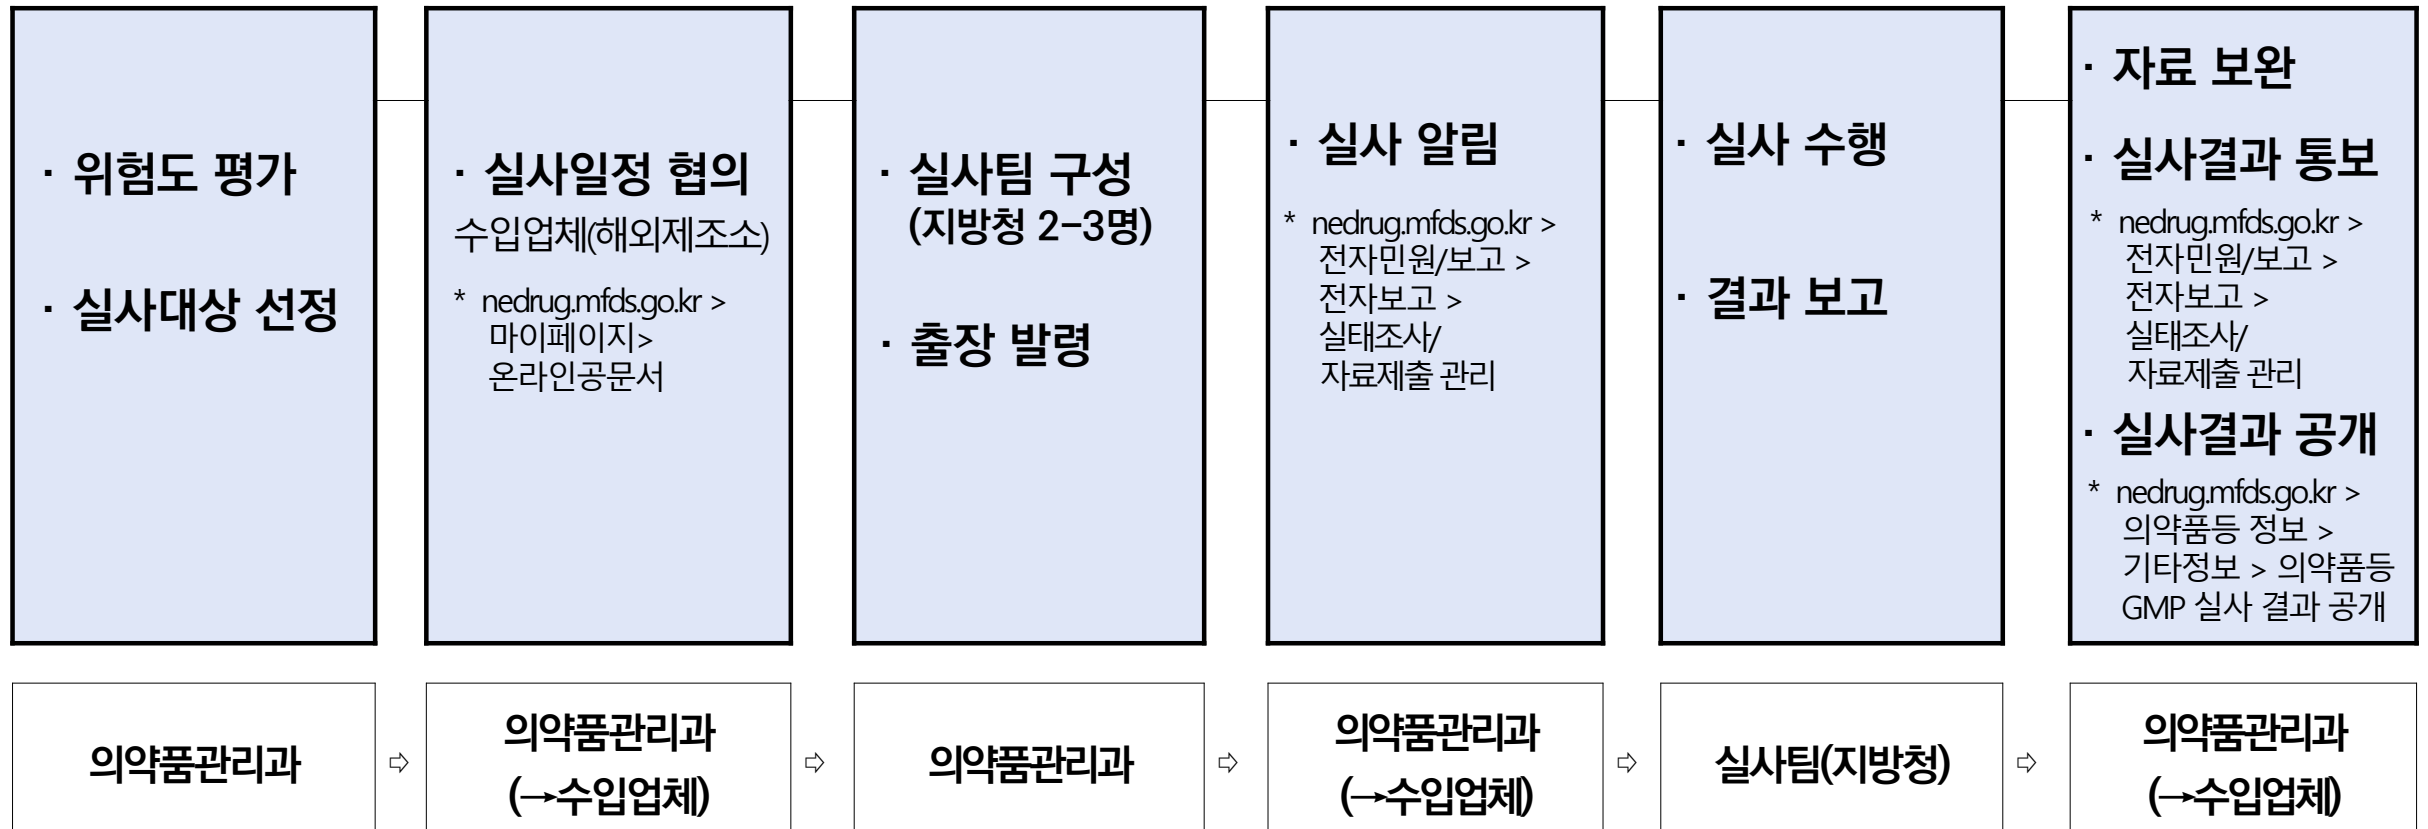 · 위험도 평가
· 실사대상 선정
· 실사일정 협의
수입업체(해외제조소)
* nedrug.mfds.go.kr >
마이페이지>
온라인공문서
· 실사팀 구성
(지방청 2-3명)
· 출장 발령
· 실사 알림
* nedrug.mfds.go.kr >
전자민원/보고 >
전자보고 >
실태조사/
자료제출 관리
· 실사 수행
· 결과 보고
· 자료 보완
· 실사결과 통보
* nedrug.mfds.go.kr >
전자민원/보고 >
전자보고 >
실태조사/
자료제출 관리
· 실사결과 공개
* nedrug.mfds.go.kr >
의약품등 정보 >
기타정보 > 의약품등
GMP 실사 결과 공개
의약품관리과
⇨
의약품관리과
(→수입업체)
⇨
의약품관리과
⇨
의약품관리과
(→수입업체)
⇨
실사팀(지방청)
⇨
의약품관리과
(→수입업체)